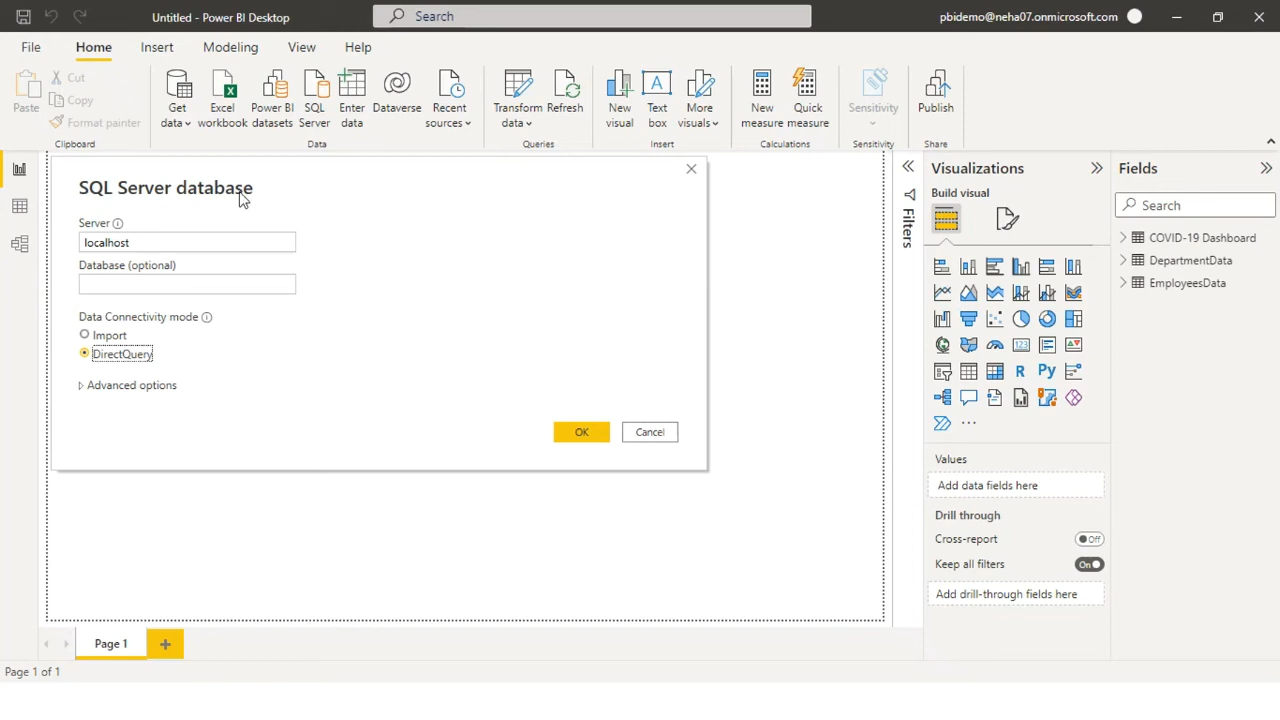 Untitled - Power BI Desktop
Search
pbidemo@neha07.onmicrosoft.com
File
Home
Insert
Modeling
View
Help
Paste
Cut
Copy
Format painter
Clipboard
Get data
Excel workbook
Power BI datasets
SQL Server
Enter data
Dataverse
Recent sources
Data
Transform data
Refresh
Queries
New visual
Text box
More visuals
Insert
New measure
Quick measure
Calculations
Sensitivity
Sensitivity
Publish
Share
SQL Server database
Server
localhost
Database (optional)
Data Connectivity mode
Import
DirectQuery
Advanced options
OK
Cancel
Filters
Visualizations
Build visual
123
R
Py
Values
Add data fields here
Drill through
Cross-report
Off
Keep all filters
On
Add drill-through fields here
Fields
Search
COVID-19 Dashboard
DepartmentData
EmployeesData
Page 1
Page 1 of 1